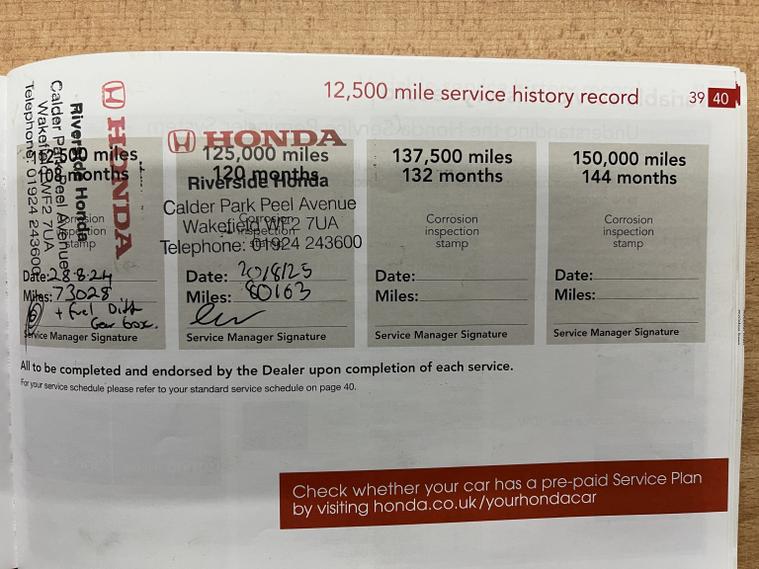 12,500 mile service history record 39 40
HONDA
Riverside Honda
Calder Park Peel Avenue
Wakefield WF2 7UA
Telephone: 01924 243600
112,500 miles
108 months
Corrosion
inspection
stamp
Date: 28.8.24
Miles: 73028
+ Fuel Diff
Gear box.
Service Manager Signature
HONDA
125,000 miles
120 months
Riverside Honda
Calder Park Peel Avenue
Wakefield WF2 7UA
Telephone: 01924 243600
Corrosion
inspection
stamp
Date: 20/8/25
Miles: 80163
Service Manager Signature
137,500 miles
132 months
Corrosion
inspection
stamp
Date:
Miles:
Service Manager Signature
150,000 miles
144 months
Corrosion
inspection
stamp
Date:
Miles:
Service Manager Signature
All to be completed and endorsed by the Dealer upon completion of each service.
For your service schedule please refer to your standard service schedule on page 40.
Check whether your car has a pre-paid Service Plan
by visiting honda.co.uk/yourhondacar